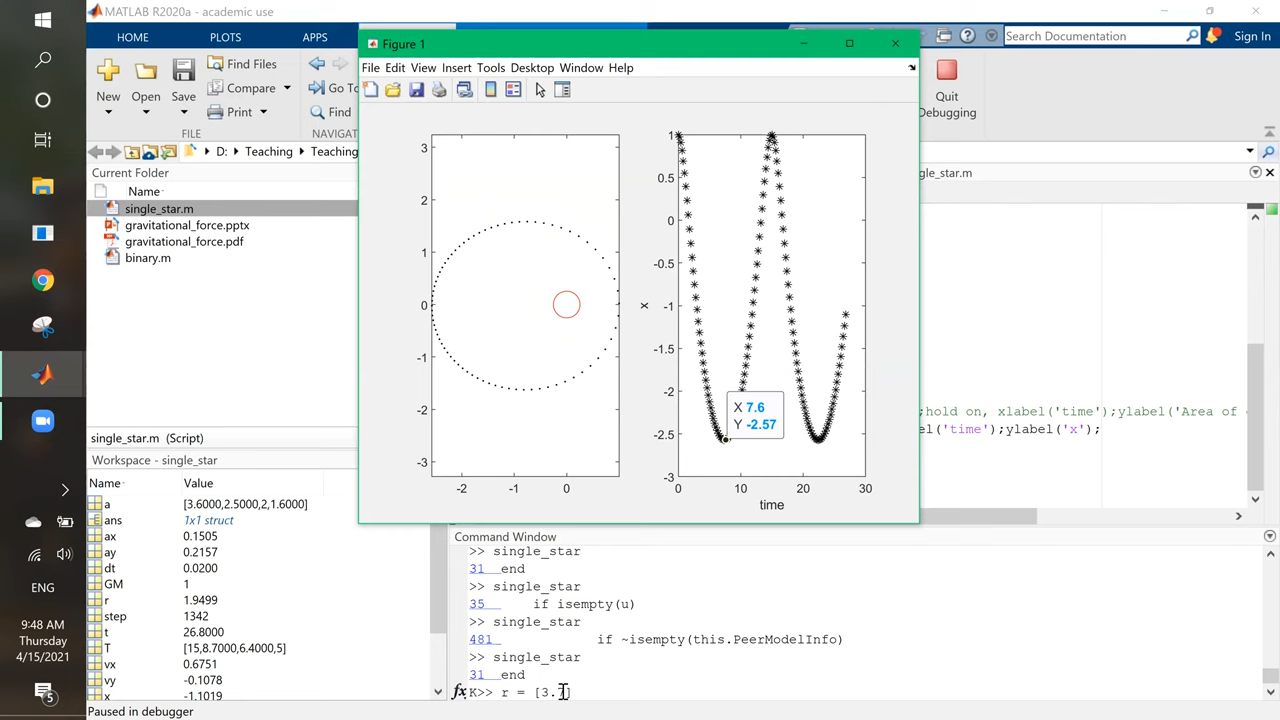 MATLAB R2020a - academic use
HOME PLOTS APPS
Search Documentation
Sign In
New Open Save
Find Files
Compare
Print
Go To
Find
FILE
NAVIGAT
Quit
Debugging
D: Teaching Teaching
gle_star.m
Current Folder
Name
single_star.m
gravitational_force.pptx
gravitational_force.pdf
binary.m
single_star.m (Script)
Workspace - single_star
Name Value
a [3.6000,2.5000,2,1.6000]
ans 1x1 struct
ax 0.1505
ay 0.2157
dt 0.0200
GM 1
r 1.9499
step 1342
t 26.8000
T [15,8.7000,6.4000,5]
vx 0.6751
vy -0.1078
x -1.1019
Paused in debugger
Figure 1
File Edit View Insert Tools Desktop Window Help
3
2
1
0
-1
-2
-3
-2 -1 0
1
0.5
0
-0.5
-1
-1.5
-2
-2.5
-3
0 10 20 30
x
time
X 7.6
Y -2.57
;hold on, xlabel('time');ylabel('Area of
el('time');ylabel('x');
Command Window
>> single_star
31 end
>> single_star
35 if isempty(u)
>> single_star
481 if ~isempty(this.PeerModelInfo)
>> single_star
31 end
fx K>> r = [3.7]
ENG
9:48 AM
Thursday
4/15/2021
5